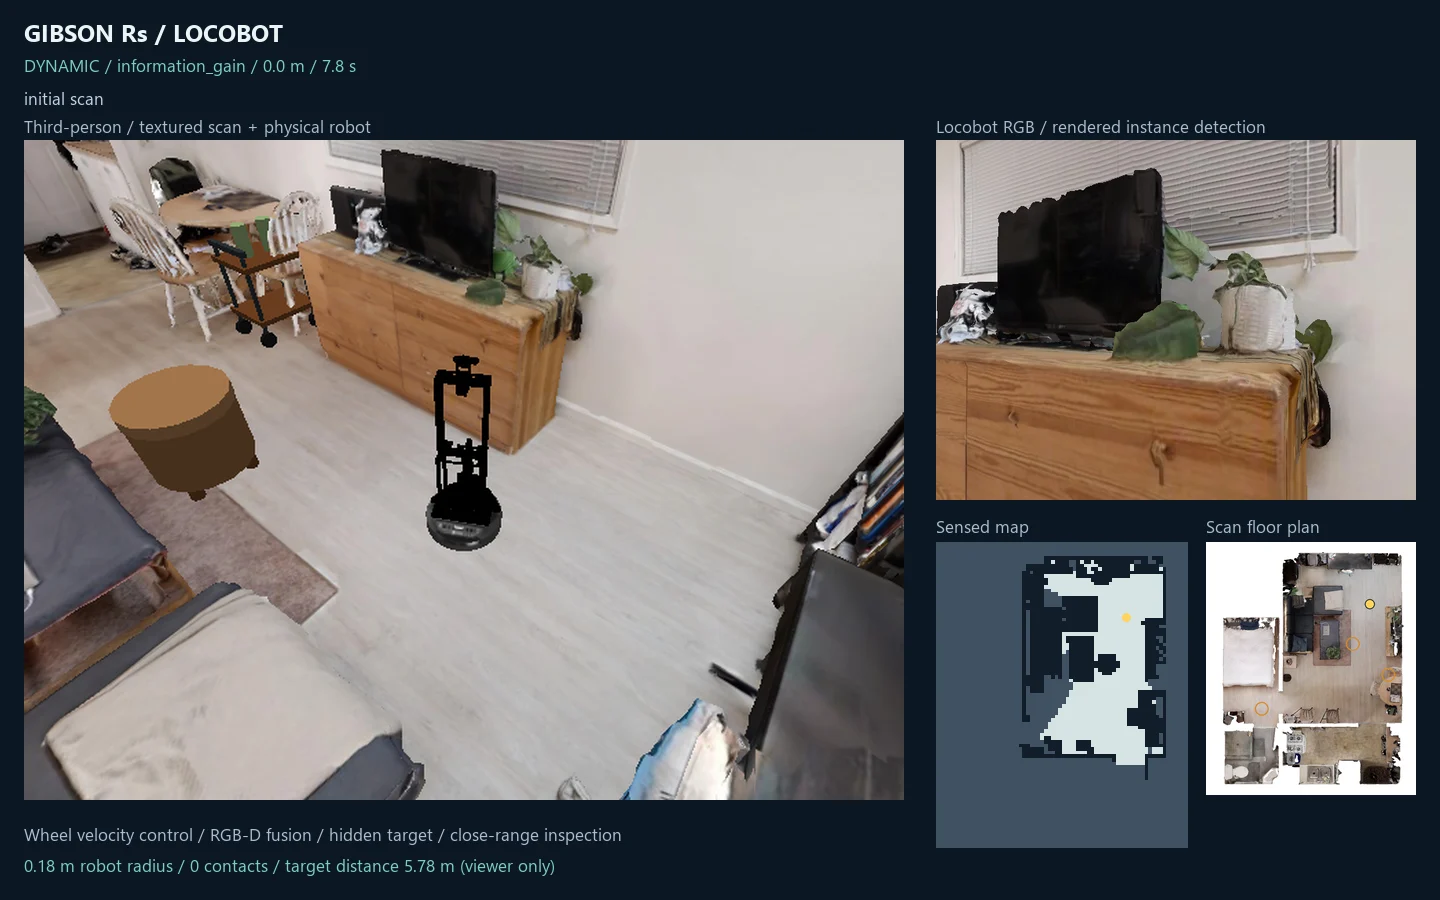 GIBSON Rs / LOCOBOT
DYNAMIC / information_gain / 0.0 m / 7.8 s
initial scan
Third-person / textured scan + physical robot
Locobot RGB / rendered instance detection
Sensed map
Scan floor plan
Wheel velocity control / RGB-D fusion / hidden target / close-range inspection
0.18 m robot radius / 0 contacts / target distance 5.78 m (viewer only)